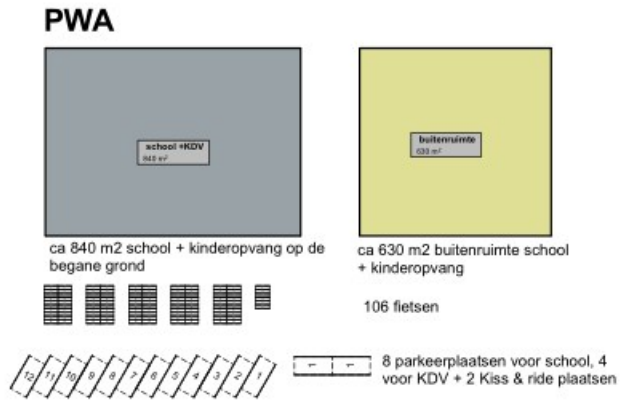 PWA
school +KDV
840 m²
buitenruimte
630 m²
ca 840 m2 school + kinderopvang op de
begane grond
ca 630 m2 buitenruimte school
+ kinderopvang
106 fietsen
12 11 10 9 8 7 6 5 4 3 2 1
1 1
8 parkeerplaatsen voor school, 4
voor KDV + 2 Kiss & ride plaatsen